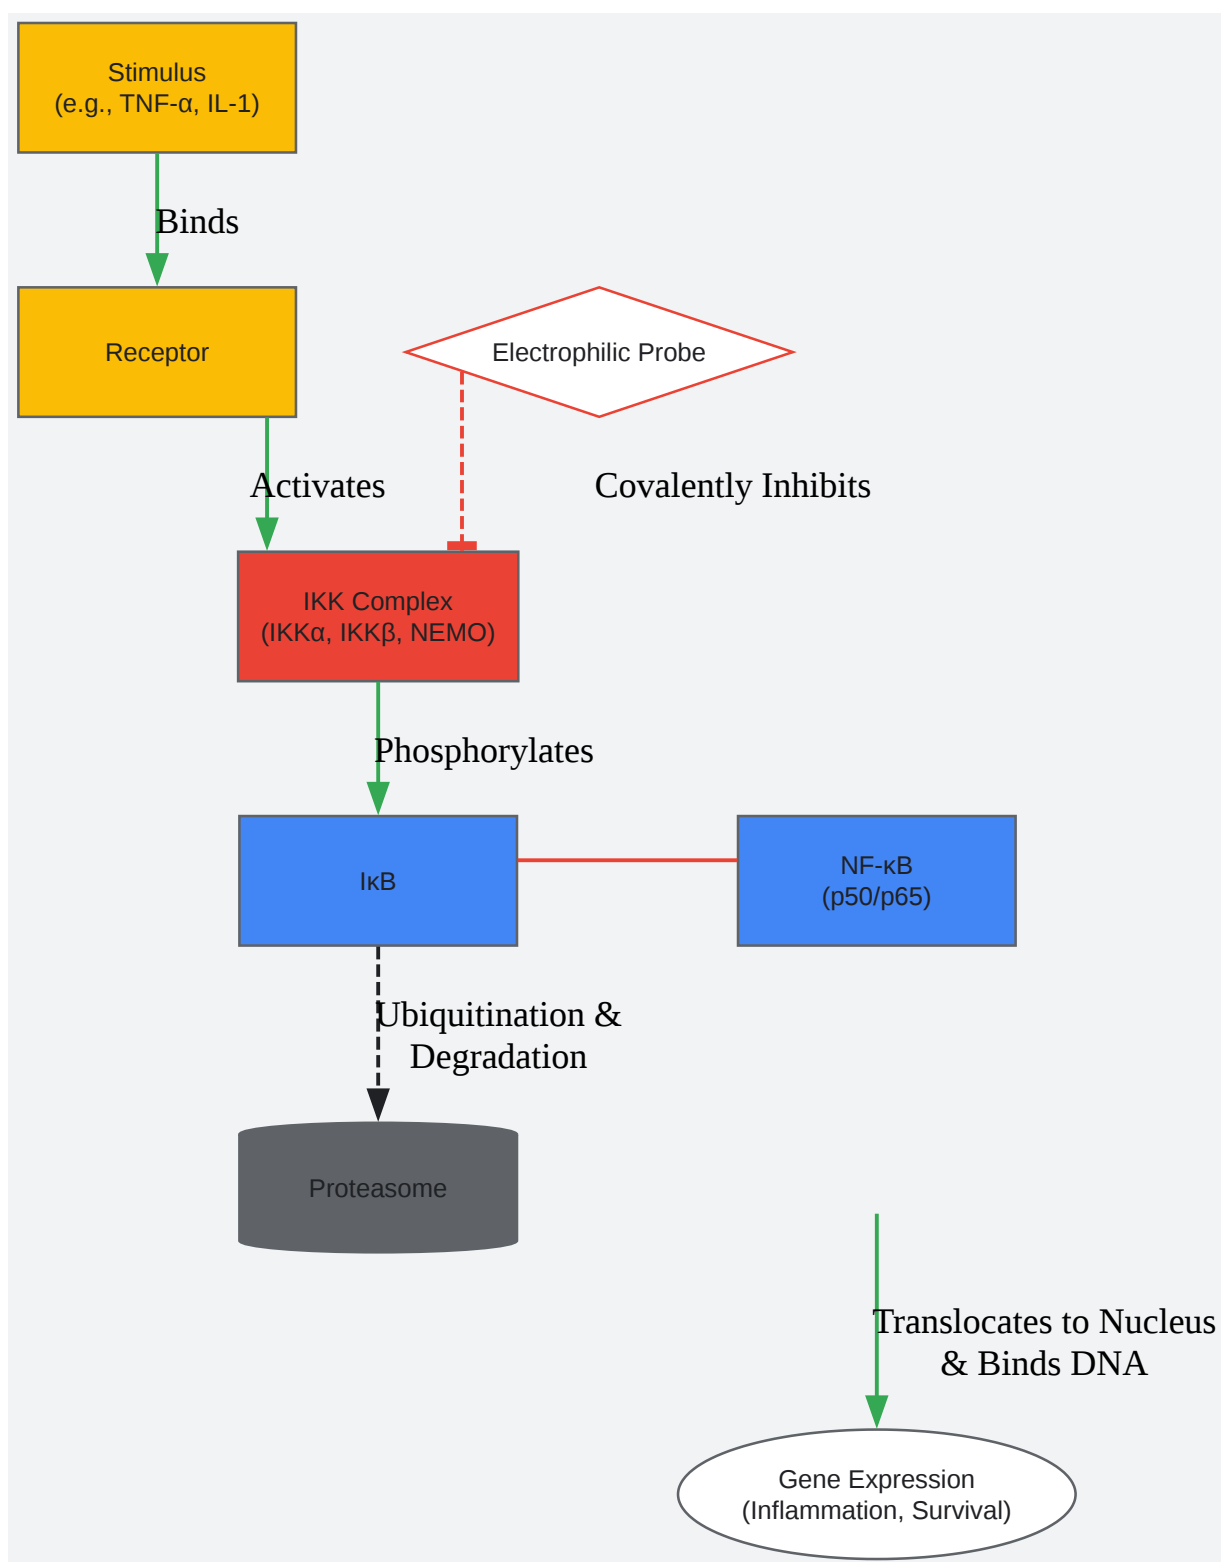 Stimulus
(e.g., TNF-α, IL-1)
Binds
Receptor
Electrophilic Probe
Activates
Covalently Inhibits
IKK Complex
(IKKα, IKKβ, NEMO)
Phosphorylates
IκB
NF-κB
(p50/p65)
Ubiquitination &
Degradation
Proteasome
Translocates to Nucleus
& Binds DNA
Gene Expression
(Inflammation, Survival)